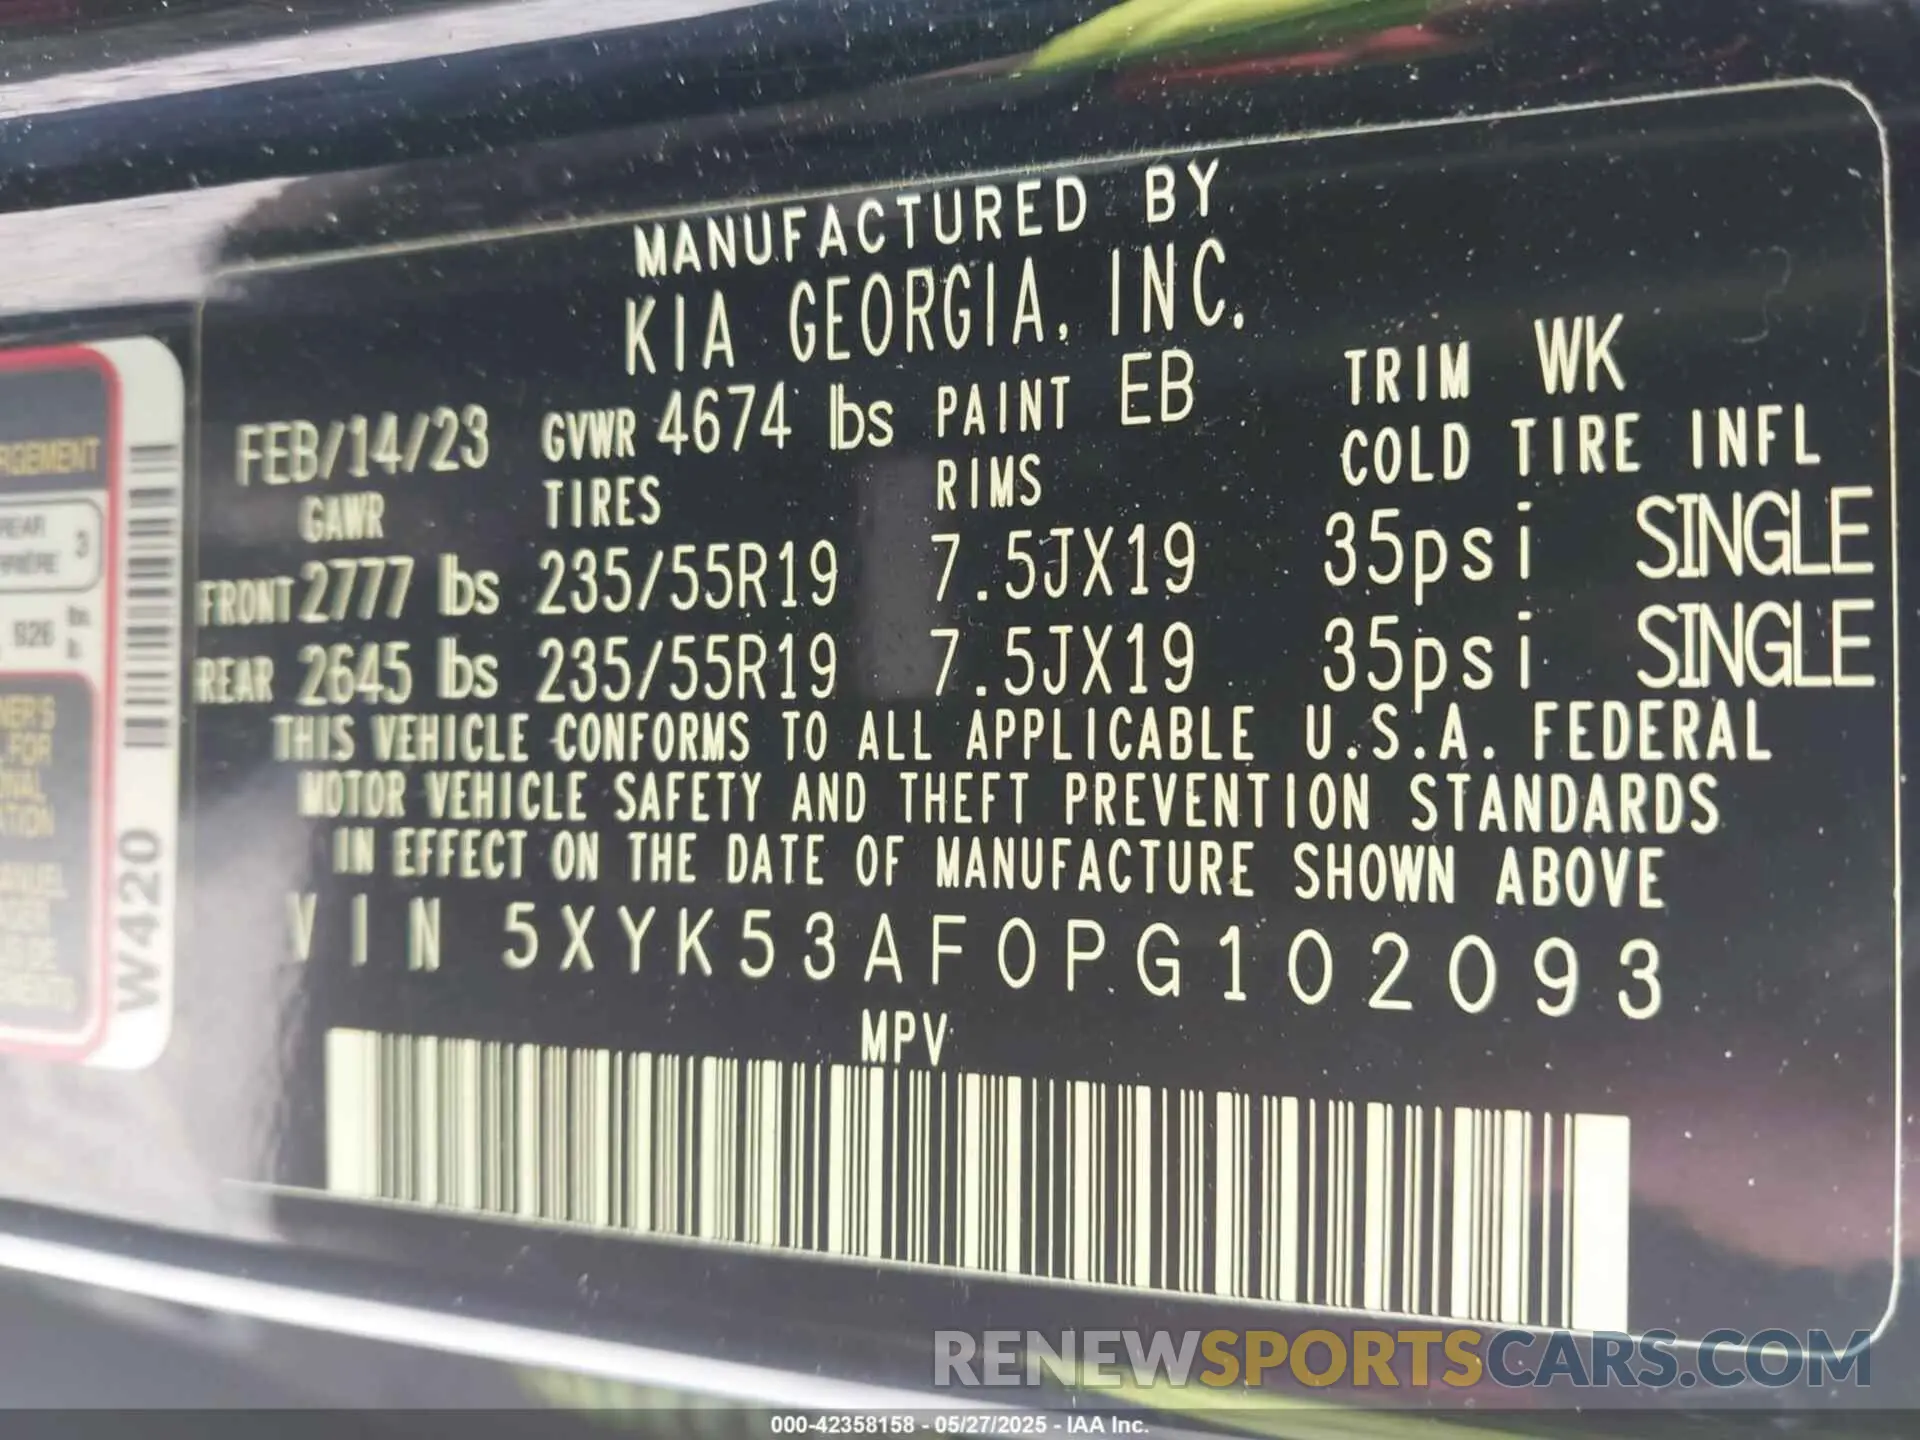 MANUFACTURED BY
KIA GEORGIA, INC.
FEB/14/23 GVWR 4674 lbs PAINT EB TRIM WK
GAWR TIRES RIMS COLD TIRE INFL
FRONT 2777 lbs 235/55R19 7.5JX19 35psi SINGLE
REAR 2645 lbs 235/55R19 7.5JX19 35psi SINGLE
THIS VEHICLE CONFORMS TO ALL APPLICABLE U.S.A. FEDERAL
MOTOR VEHICLE SAFETY AND THEFT PREVENTION STANDARDS
IN EFFECT ON THE DATE OF MANUFACTURE SHOWN ABOVE
VIN 5XYK53AF0PG102093
MPV
REAR
3
926
W420
RENEWSPORTSCARS.COM
000-42358158 - 05/27/2025 - IAA Inc.